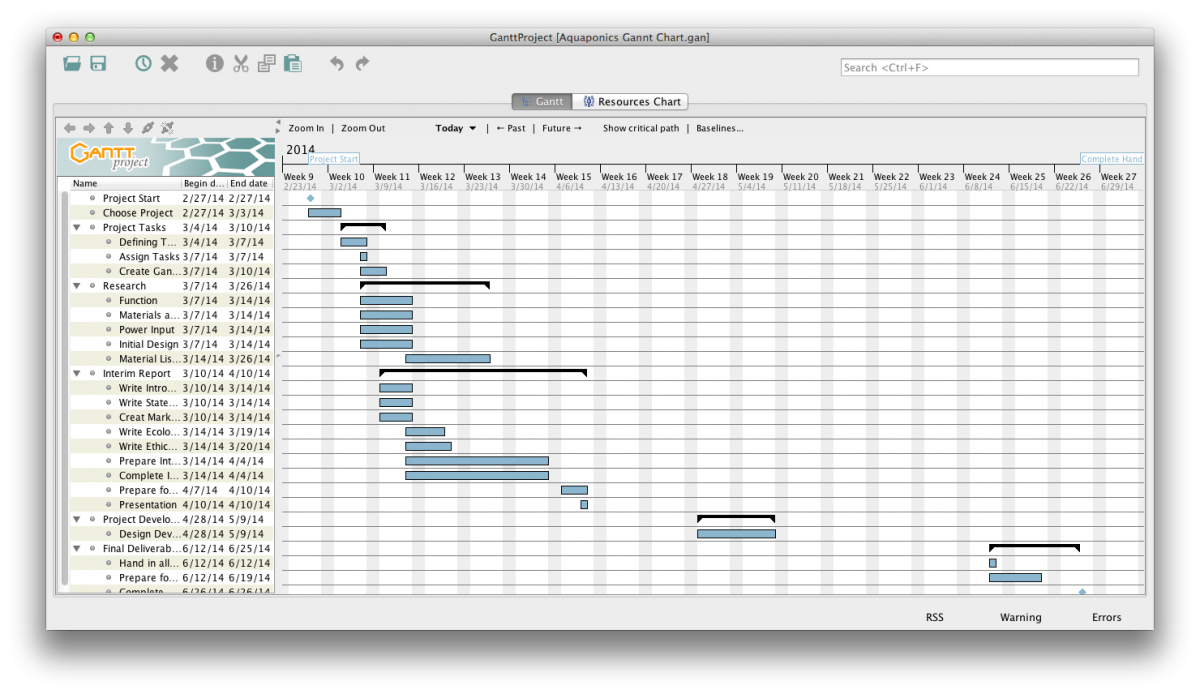 GanttProject [Aquaponics Gannt Chart.gan]
Search <Ctrl+F>
Gantt Resources Chart
Zoom In | Zoom Out Today | ←Past | Future→ Show critical path | Baselines...
GANTT project
2014
Project Start Complete Hand
Week 9 Week 10 Week 11 Week 12 Week 13 Week 14 Week 15 Week 16 Week 17 Week 18 Week 19 Week 20 Week 21 Week 22 Week 23 Week 24 Week 25 Week 26 Week 27
2/23/14 3/2/14 3/9/14 3/16/14 3/23/14 3/30/14 4/6/14 4/13/14 4/20/14 4/27/14 5/4/14 5/11/14 5/18/14 5/25/14 6/1/14 6/8/14 6/15/14 6/22/14 6/29/14
Name Begin d... End date
Project Start 2/27/14 2/27/14
Choose Project 2/27/14 3/3/14
Project Tasks 3/4/14 3/10/14
Defining T... 3/4/14 3/7/14
Assign Tasks 3/7/14 3/7/14
Create Gan... 3/7/14 3/10/14
Research 3/7/14 3/26/14
Function 3/7/14 3/14/14
Materials a... 3/7/14 3/14/14
Power Input 3/7/14 3/14/14
Initial Design 3/7/14 3/14/14
Material Lis... 3/14/14 3/26/14
Interim Report 3/10/14 4/10/14
Write Intro... 3/10/14 3/14/14
Write State... 3/10/14 3/14/14
Creat Mark... 3/10/14 3/14/14
Write Ecolo... 3/14/14 3/19/14
Write Ethic... 3/14/14 3/20/14
Prepare Int... 3/14/14 4/4/14
Complete I... 3/14/14 4/4/14
Prepare fo... 4/7/14 4/10/14
Presentation 4/10/14 4/10/14
Project Develo... 4/28/14 5/9/14
Design Dev... 4/28/14 5/9/14
Final Deliverab... 6/12/14 6/25/14
Hand in all... 6/12/14 6/12/14
Prepare fo... 6/12/14 6/19/14
Complete 6/26/14 6/26/14
RSS Warning Errors